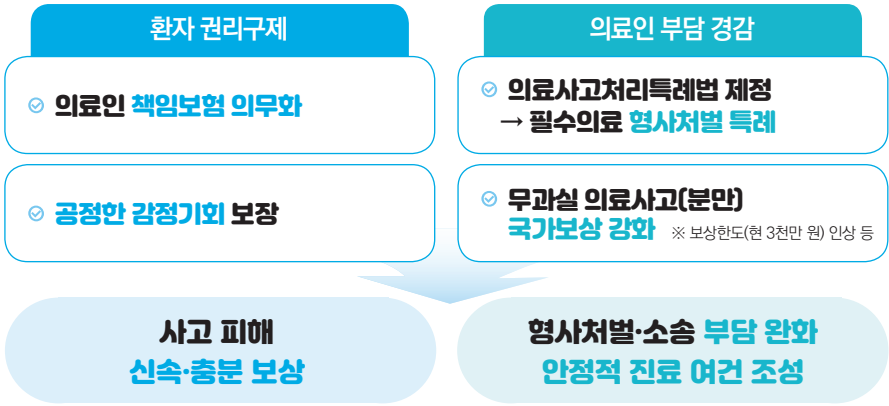 환자 권리구제
의료인 책임보험 의무화
공정한 감정기회 보장
의료인 부담 경감
의료사고처리특례법 제정
→ 필수의료 형사처벌 특례
무과실 의료사고(분만)
국가보상 강화 ※ 보상한도(현 3천만 원) 인상 등
사고 피해
신속·충분 보상
형사처벌·소송 부담 완화
안정적 진료 여건 조성